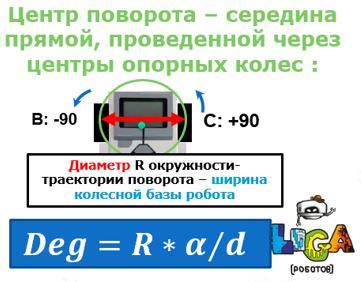 Центр поворота – середина
прямой, проведенной через
центры опорных колес :
B: -90
C: +90
Диаметр R окружности-
траектории поворота – ширина
колесной базы робота
Deg = R * α/d
LiGA
[РОБОТОВ]